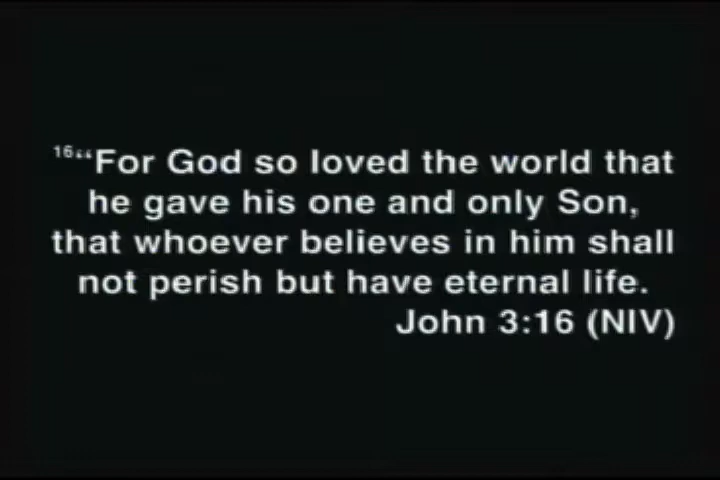 16“For God so loved the world that
he gave his one and only Son,
that whoever believes in him shall
not perish but have eternal life.
John 3:16 (NIV)